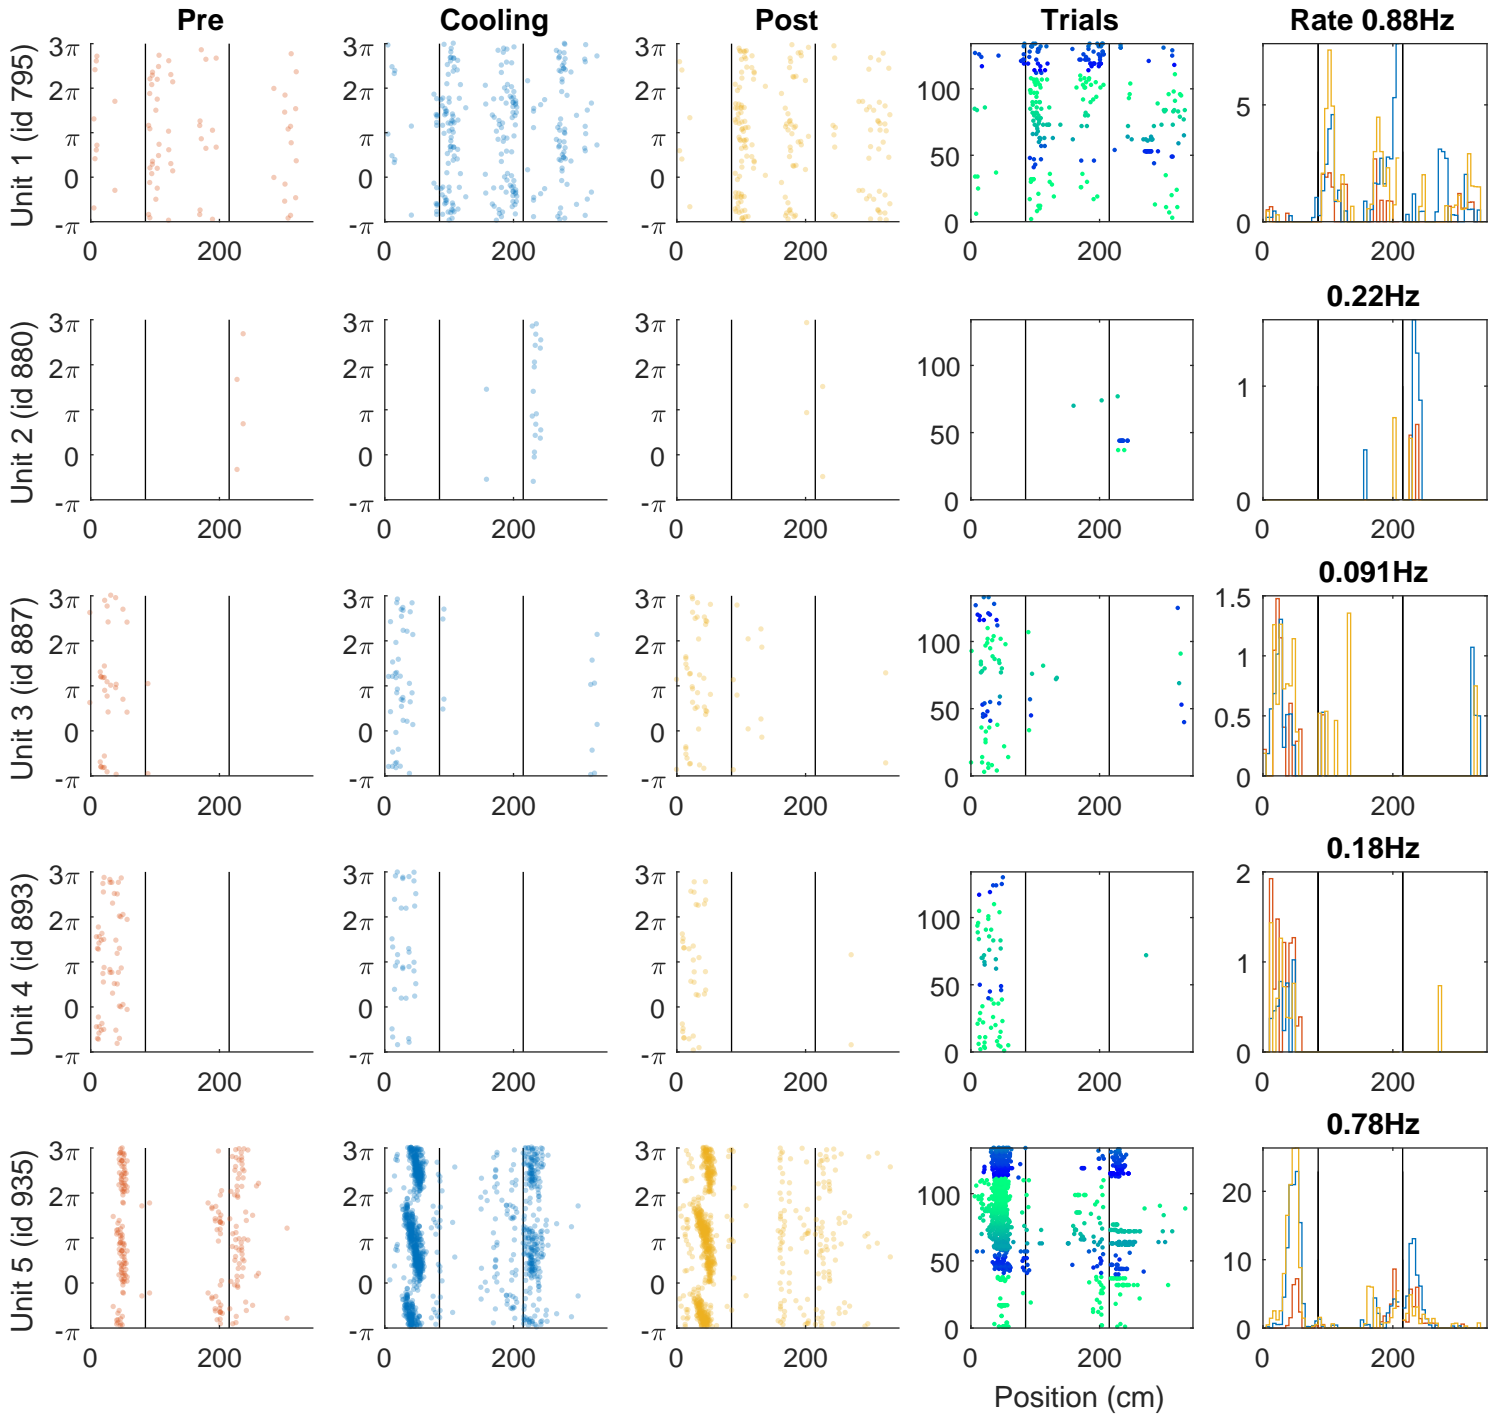 Pre Cooling Post Trials Rate 0.88Hz
Unit 1 (id 795)
3π 3π 3π
2π 2π 2π 100 5
π π π
0 0 0 50
-π -π -π 0 0
0 200 0 200 0 200 0 200 0 200
0.22Hz
Unit 2 (id 880)
3π 3π 3π
2π 2π 2π 100 1
π π π
0 0 0 50
-π -π -π 0 0
0 200 0 200 0 200 0 200 0 200
0.091Hz
Unit 3 (id 887)
3π 3π 3π 1.5
2π 2π 2π 100 1
π π π
0 0 0 50 0.5
-π -π -π 0 0
0 200 0 200 0 200 0 200 0 200
0.18Hz
Unit 4 (id 893)
3π 3π 3π 2
2π 2π 2π 100
π π π 1
0 0 0 50
-π -π -π 0 0
0 200 0 200 0 200 0 200 0 200
0.78Hz
Unit 5 (id 935)
3π 3π 3π
2π 2π 2π 100 20
π π π
0 0 0 50 10
-π -π -π 0 0
0 200 0 200 0 200 0 200 0 200
Position (cm)